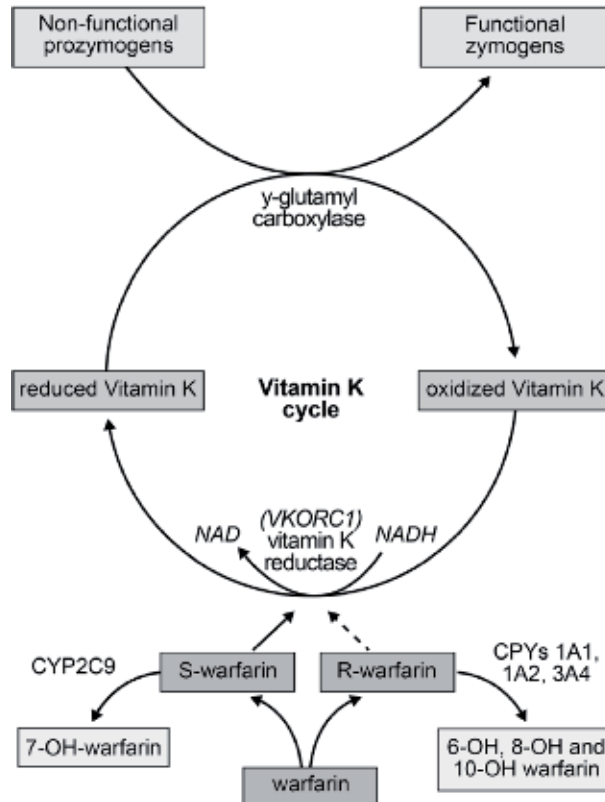 Non-functional
prozymogens
Functional
zymogens
y-glutamyl
carboxylase
reduced Vitamin K
Vitamin K
cycle
oxidized Vitamin K
NAD
(VKORC1)
vitamin K
reductase
NADH
CYP2C9
S-warfarin
R-warfarin
CPYs 1A1,
1A2, 3A4
7-OH-warfarin
warfarin
6-OH, 8-OH and
10-OH warfarin